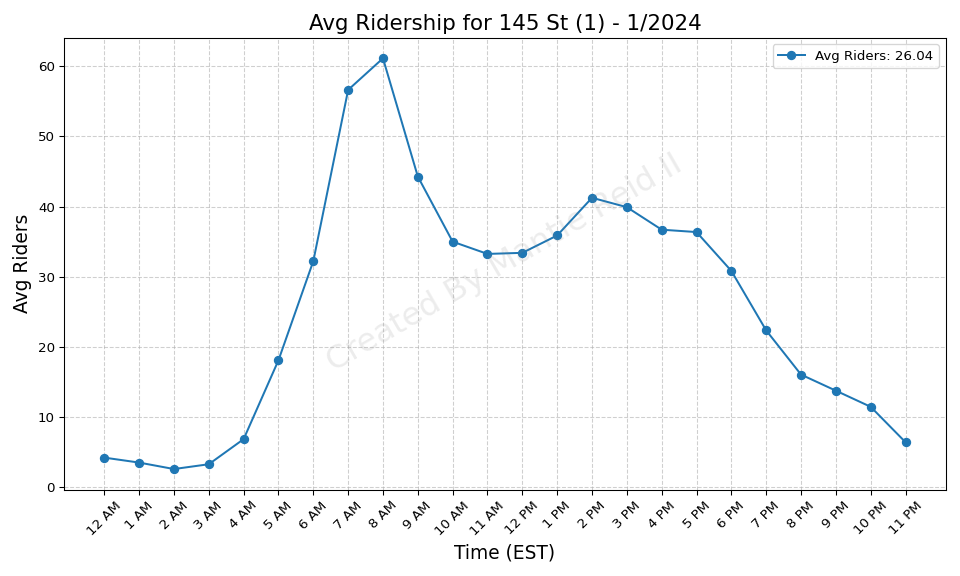 Avg Ridership for 145 St (1) - 1/2024
Avg Riders: 26.04
Avg Riders
60
50
40
30
20
10
0
Created By Mantie Reid II
12 AM
1 AM
2 AM
3 AM
4 AM
5 AM
6 AM
7 AM
8 AM
9 AM
10 AM
11 AM
12 PM
1 PM
2 PM
3 PM
4 PM
5 PM
6 PM
7 PM
8 PM
9 PM
10 PM
11 PM
Time (EST)